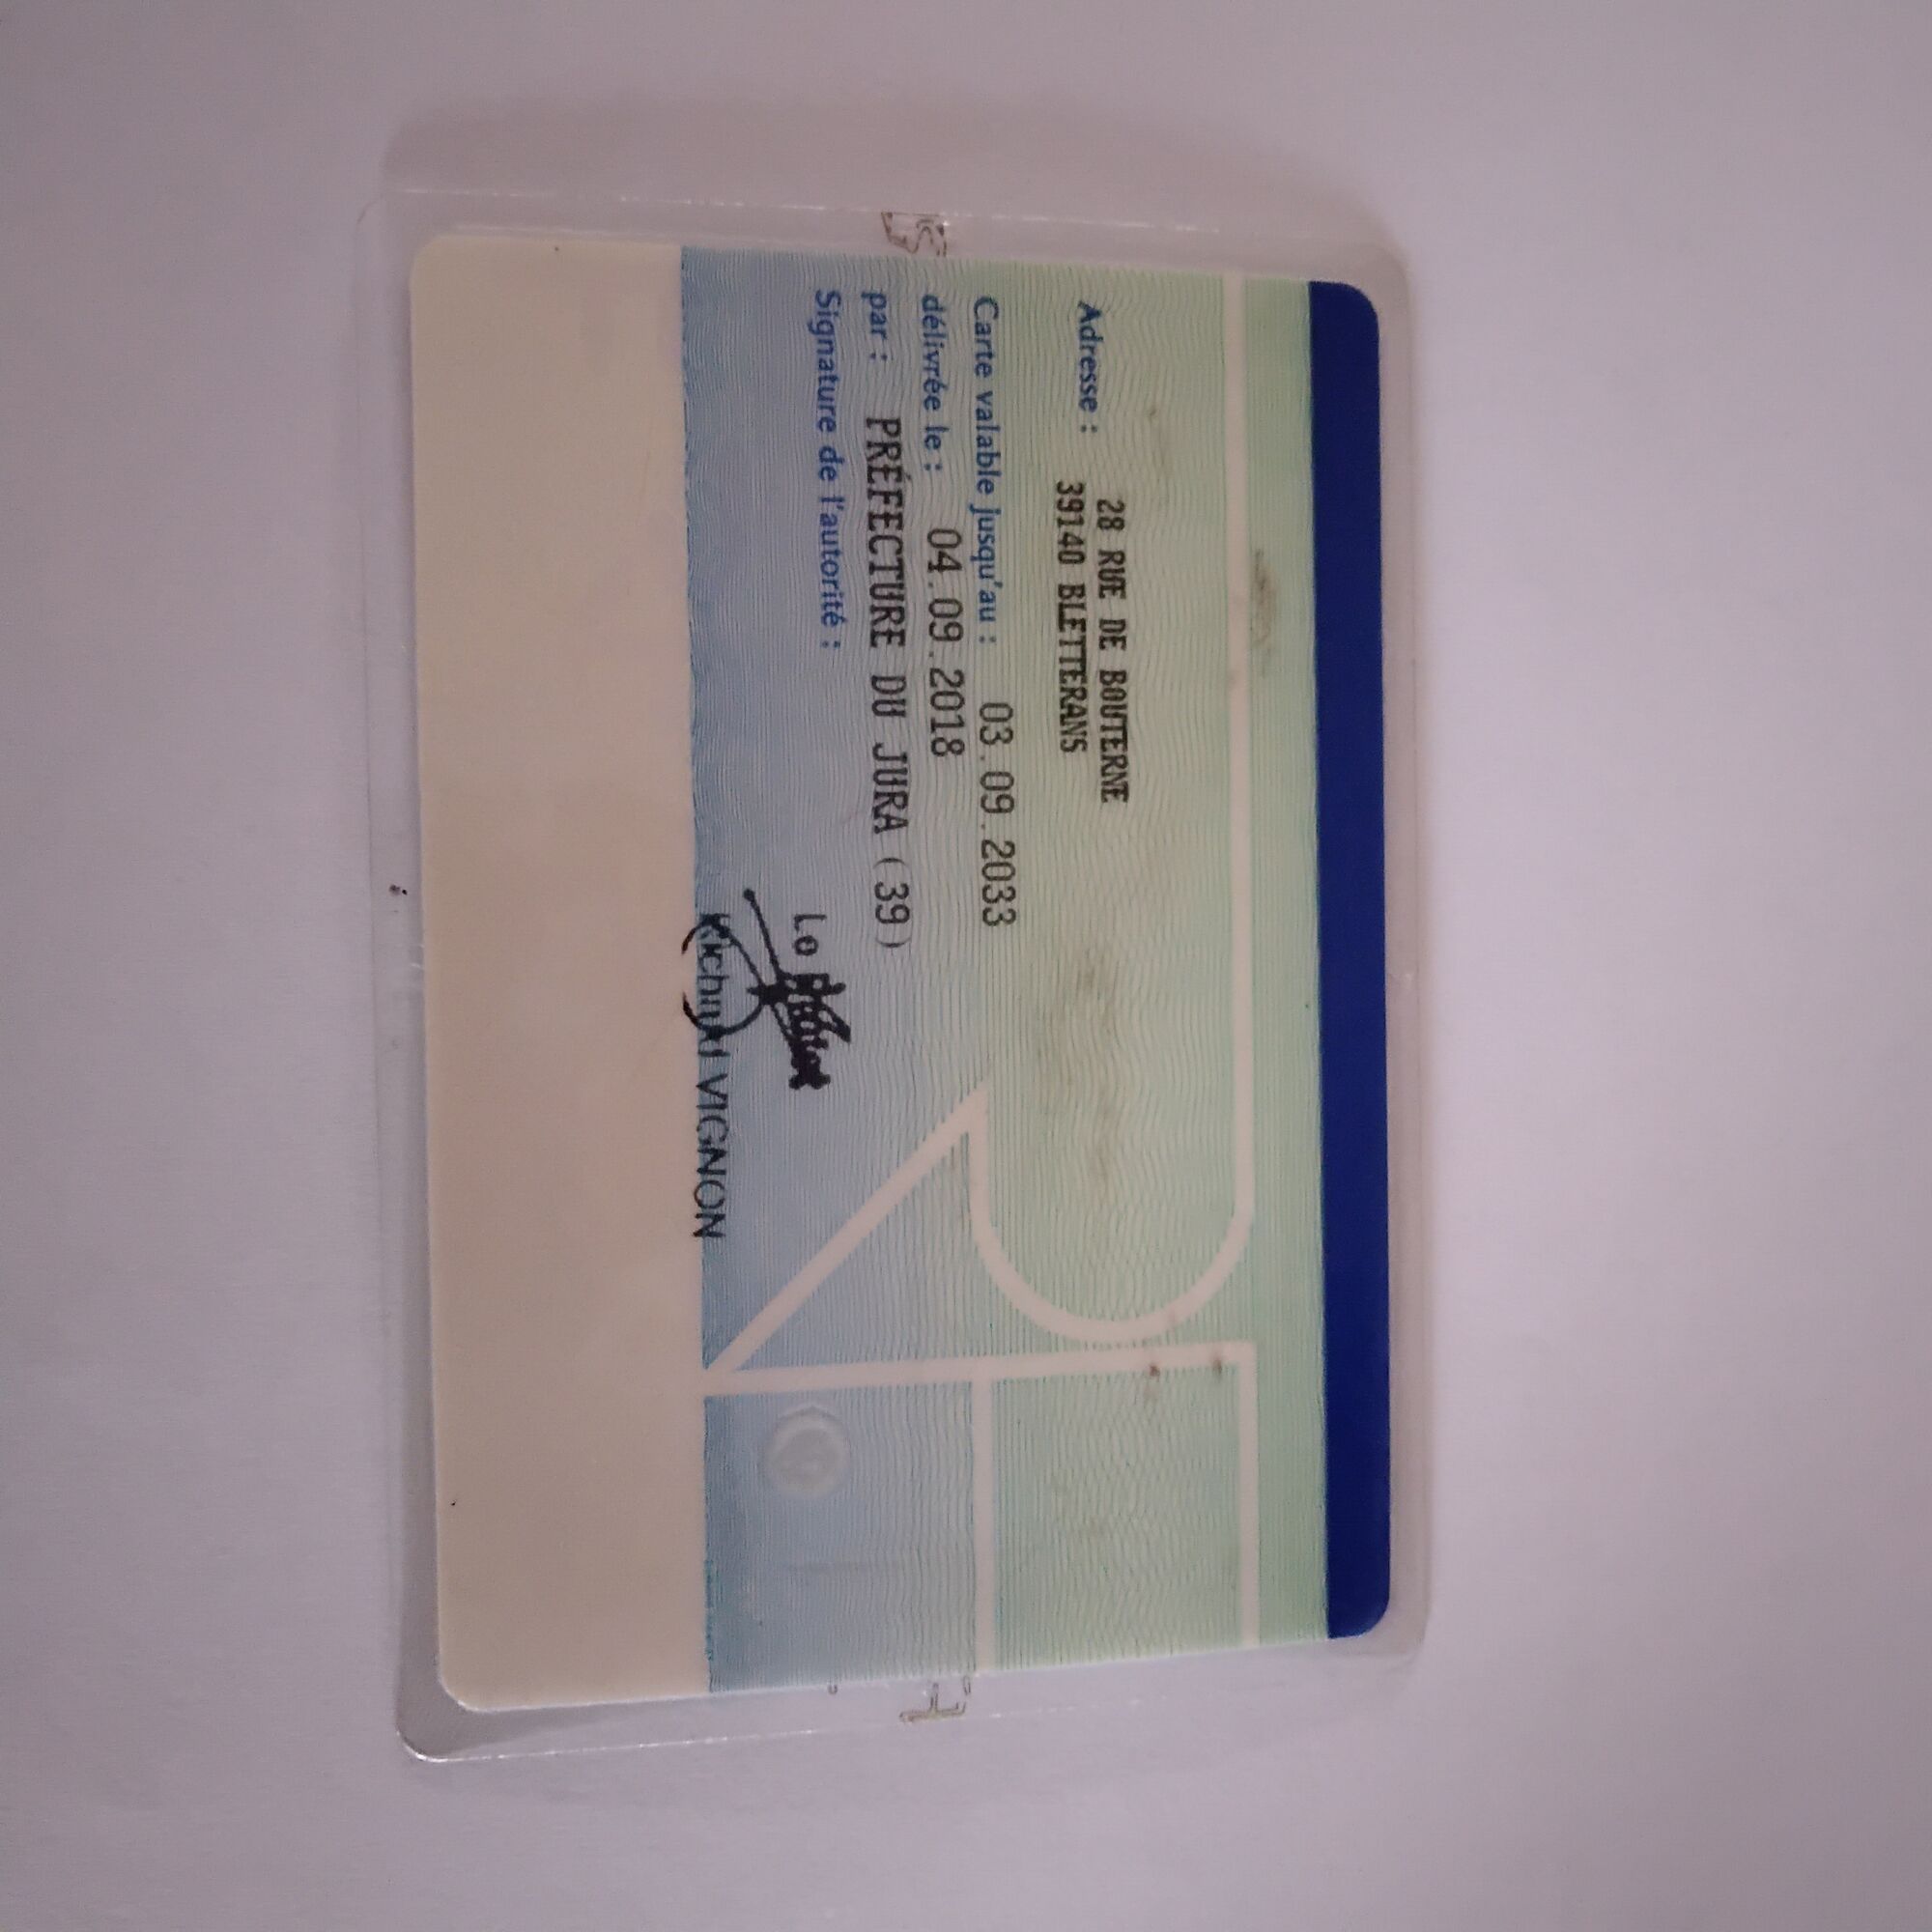 Adresse : 28 RUE DE BOUTERNE
39140 BLETTERANS
Carte valable jusqu'au : 03.09.2033
délivrée le : 04.09.2018
par : PRÉFECTURE DU JURA (39)
Signature de l'autorité :
VIGNON